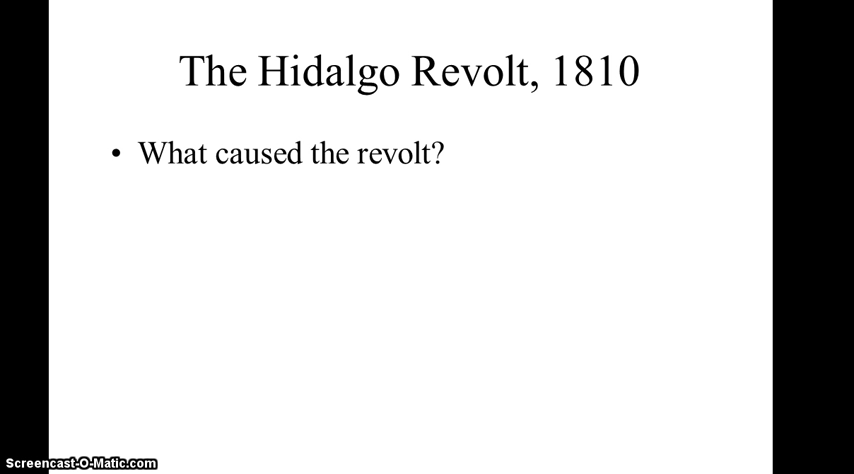 The Hidalgo Revolt, 1810
• What caused the revolt?
Screencast-O-Matic.com